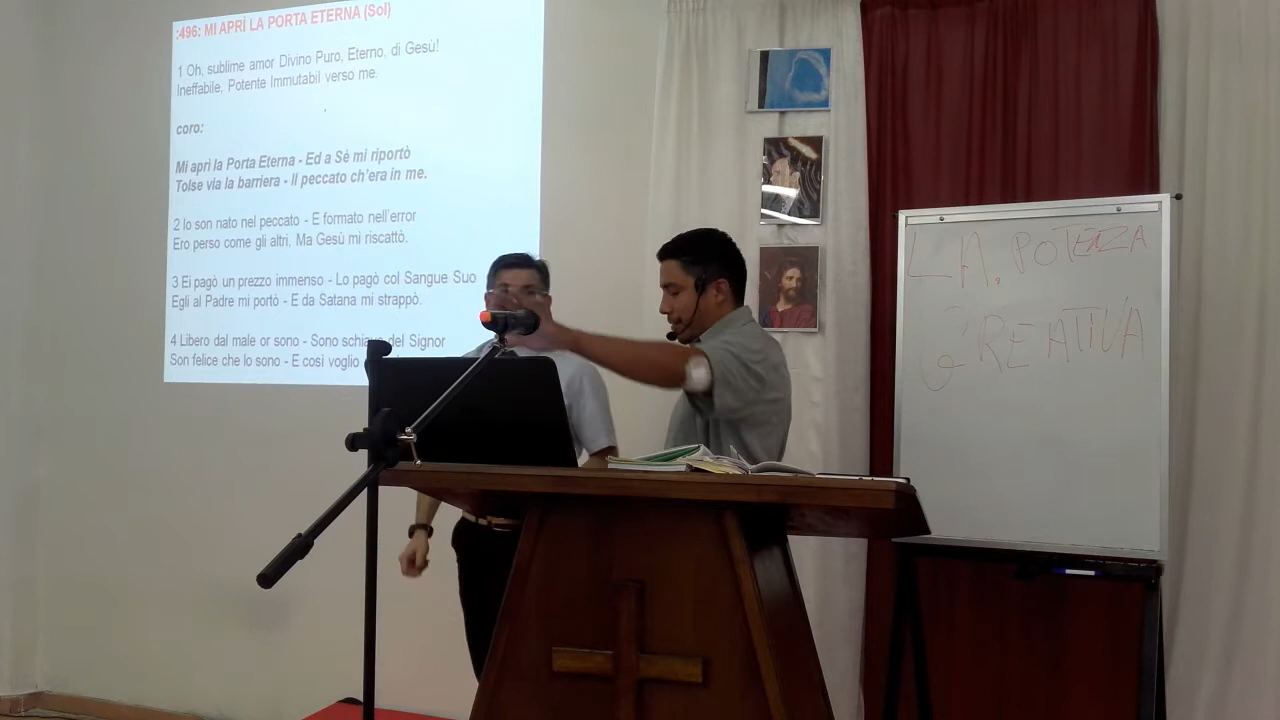 :496: MI APRÌ LA PORTA ETERNA (Sol)
1 Oh, sublime amor Divino Puro, Eterno, di Gesù!
Ineffabile, Potente Immutabil verso me.
coro:
Mi aprì la Porta Eterna - Ed a Sè mi riportò
Tolse via la barriera - Il peccato ch'era in me.
2 Io son nato nel peccato - E formato nell'error
Ero perso come gli altri, Ma Gesù mi riscattò.
3 Ei pagò un prezzo immenso - Lo pagò col Sangue Suo
Egli al Padre mi portò - E da Satana mi strappò.
4 Libero dal male or sono - Sono schiavo del Signor
Son felice che lo sono - E così voglio
LA POTENZA
CREATIVA